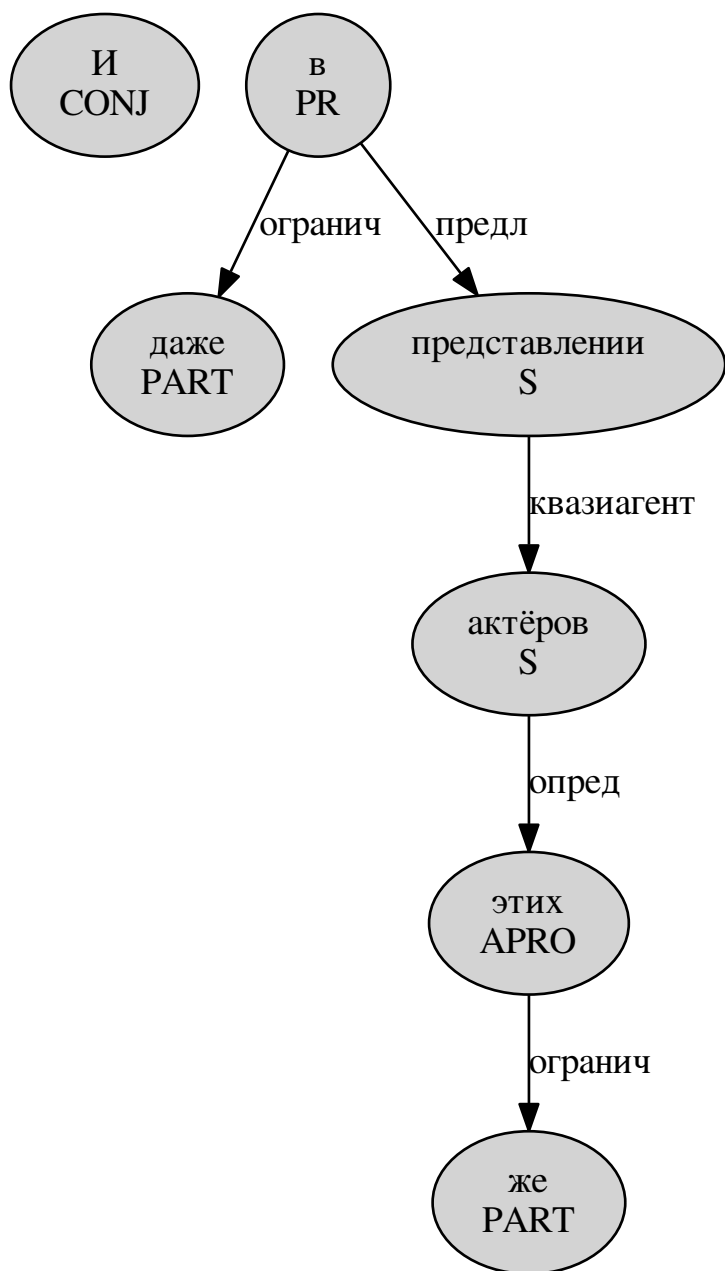 И
CONJ
в
PR
огранич
предл
даже
PART
представлении
S
квазиагент
актёров
S
опред
этих
APRO
огранич
же
PART